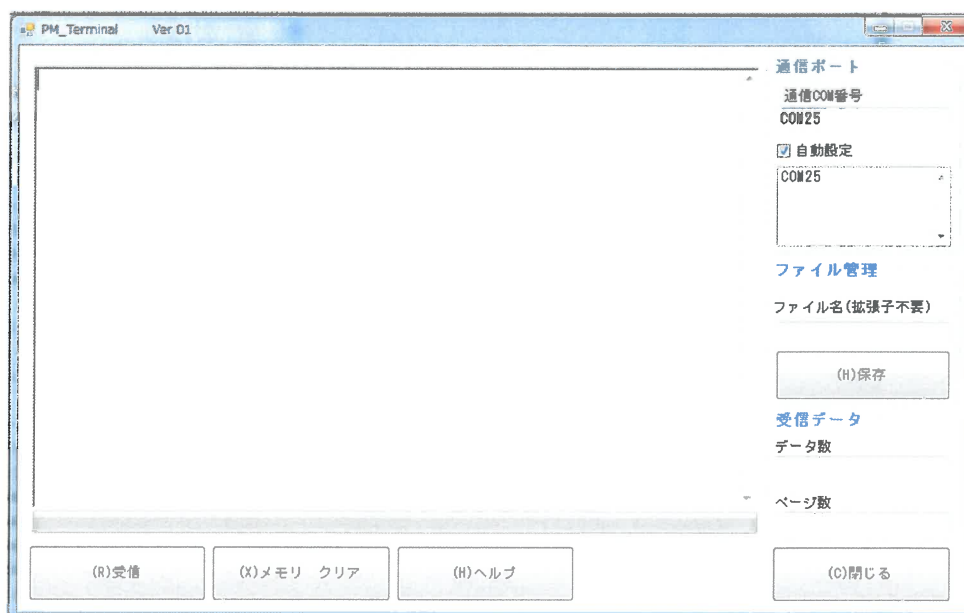 PM_Terminal Ver 01
通信ポート
通信COM番号
COM25
自動設定
COM25
ファイル管理
ファイル名(拡張子不要)
(H)保存
受信データ
データ数
ページ数
(R)受信
(X)メモリ クリア
(H)ヘルプ
(C)閉じる